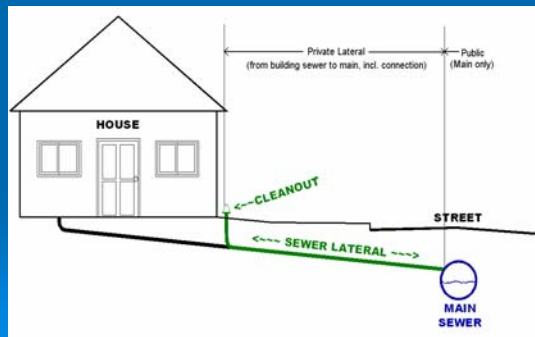 Private Lateral
(from building sewer to main, incl. connection)
Public
(Main only)
HOUSE
<~~CLEANOUT
STREET
<~~~ SEWER LATERAL ~~~>
MAIN
SEWER